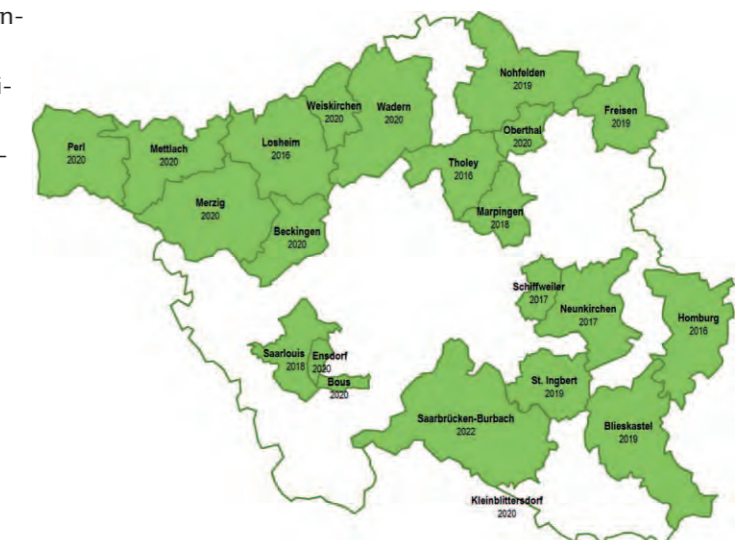 n-
i-
-
Nohfelden
2019
Weiskirchen
2020
Wadern
2020
Freisen
2019
Oberthal
2020
Perl
2020
Mettlach
2020
Losheim
2016
Tholey
2016
Merzig
2020
Marpingen
2018
Beckingen
2020
Schiffweiler
2017
Neunkirchen
2017
Homburg
2016
Saarlouis
2018
Ensdorf
2020
Bous
2020
St. Ingbert
2019
Saarbrücken-Burbach
2022
Blieskastel
2019
Kleinblittersdorf
2020